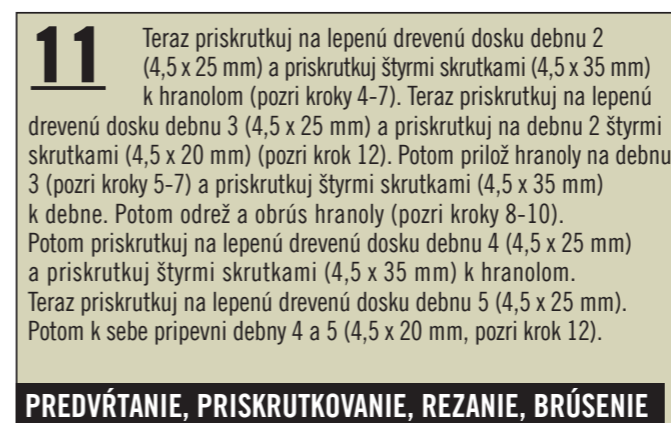 11 Teraz priskrutkuj na lepenú drevenú dosku debnu 2
(4,5 x 25 mm) a priskrutkuj štyrmi skrutkami (4,5 x 35 mm)
k hranolom (pozri kroky 4-7). Teraz priskrutkuj na lepenú
drevenú dosku debnu 3 (4,5 x 25 mm) a priskrutkuj na debnu 2 štyrmi
skrutkami (4,5 x 20 mm) (pozri krok 12). Potom prilož hranoly na debnu
3 (pozri kroky 5-7) a priskrutkuj štyrmi skrutkami (4,5 x 35 mm)
k debne. Potom odrež a obrús hranoly (pozri kroky 8-10).
Potom priskrutkuj na lepenú drevenú dosku debnu 4 (4,5 x 25 mm)
a priskrutkuj štyrmi skrutkami (4,5 x 35 mm) k hranolom.
Teraz priskrutkuj na lepenú drevenú dosku debnu 5 (4,5 x 25 mm).
Potom k sebe pripevni debny 4 a 5 (4,5 x 20 mm, pozri krok 12).
PREDVŔTANIE, PRISKRUTKOVANIE, REZANIE, BRÚSENIE